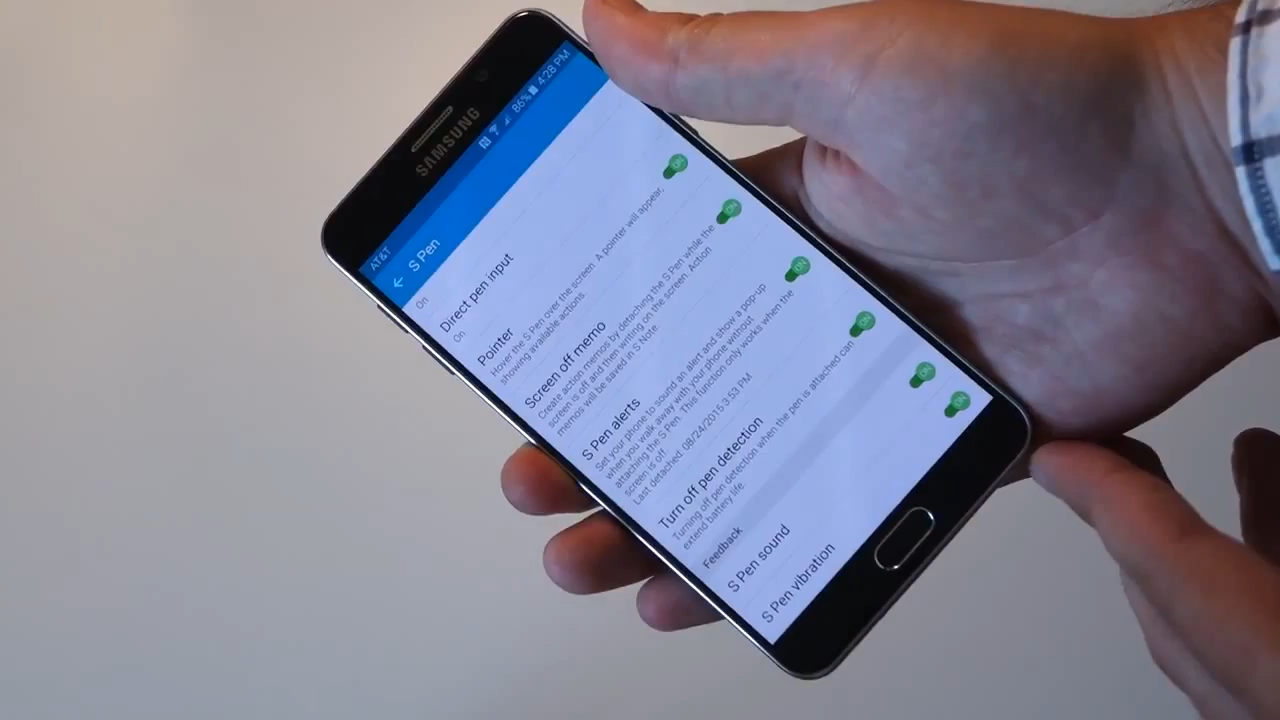 SAMSUNG
AT&T 86% 4:28 PM
S Pen
On
Direct pen input
On
Pointer
Hover the S Pen over the screen. A pointer will appear,
showing available actions.
Screen off memo
Create action memos by detaching the S Pen while the
screen is off and then writing on the screen. Action
memos will be saved in S Note.
S Pen alerts
Set your phone to sound an alert and show a pop-up
when you walk away with your phone without
attaching the S Pen. This function only works when the
screen is off.
Last detached: 08/24/2015 3:53 PM
Turn off pen detection
Turning off pen detection when the pen is attached can
extend battery life.
Feedback
S Pen sound
S Pen vibration
ON
ON
ON
ON
ON
ON